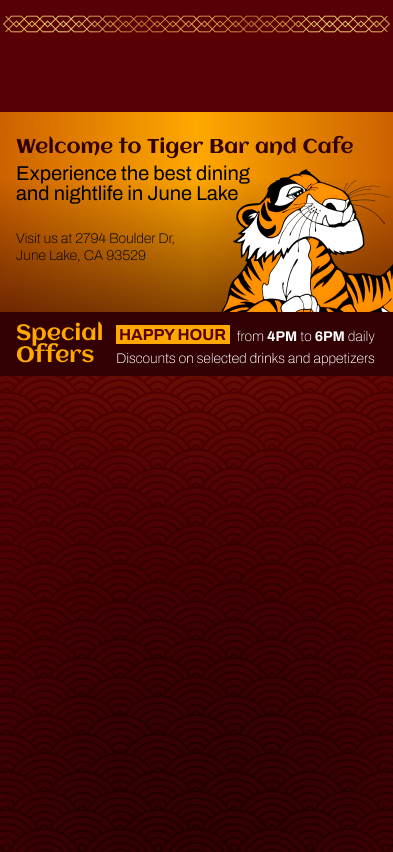 Welcome to Tiger Bar and Cafe
Experience the best dining
and nightlife in June Lake
Visit us at 2794 Boulder Dr,
June Lake, CA 93529
Special
Offers
HAPPY HOUR from 4PM to 6PM daily
Discounts on selected drinks and appetizers